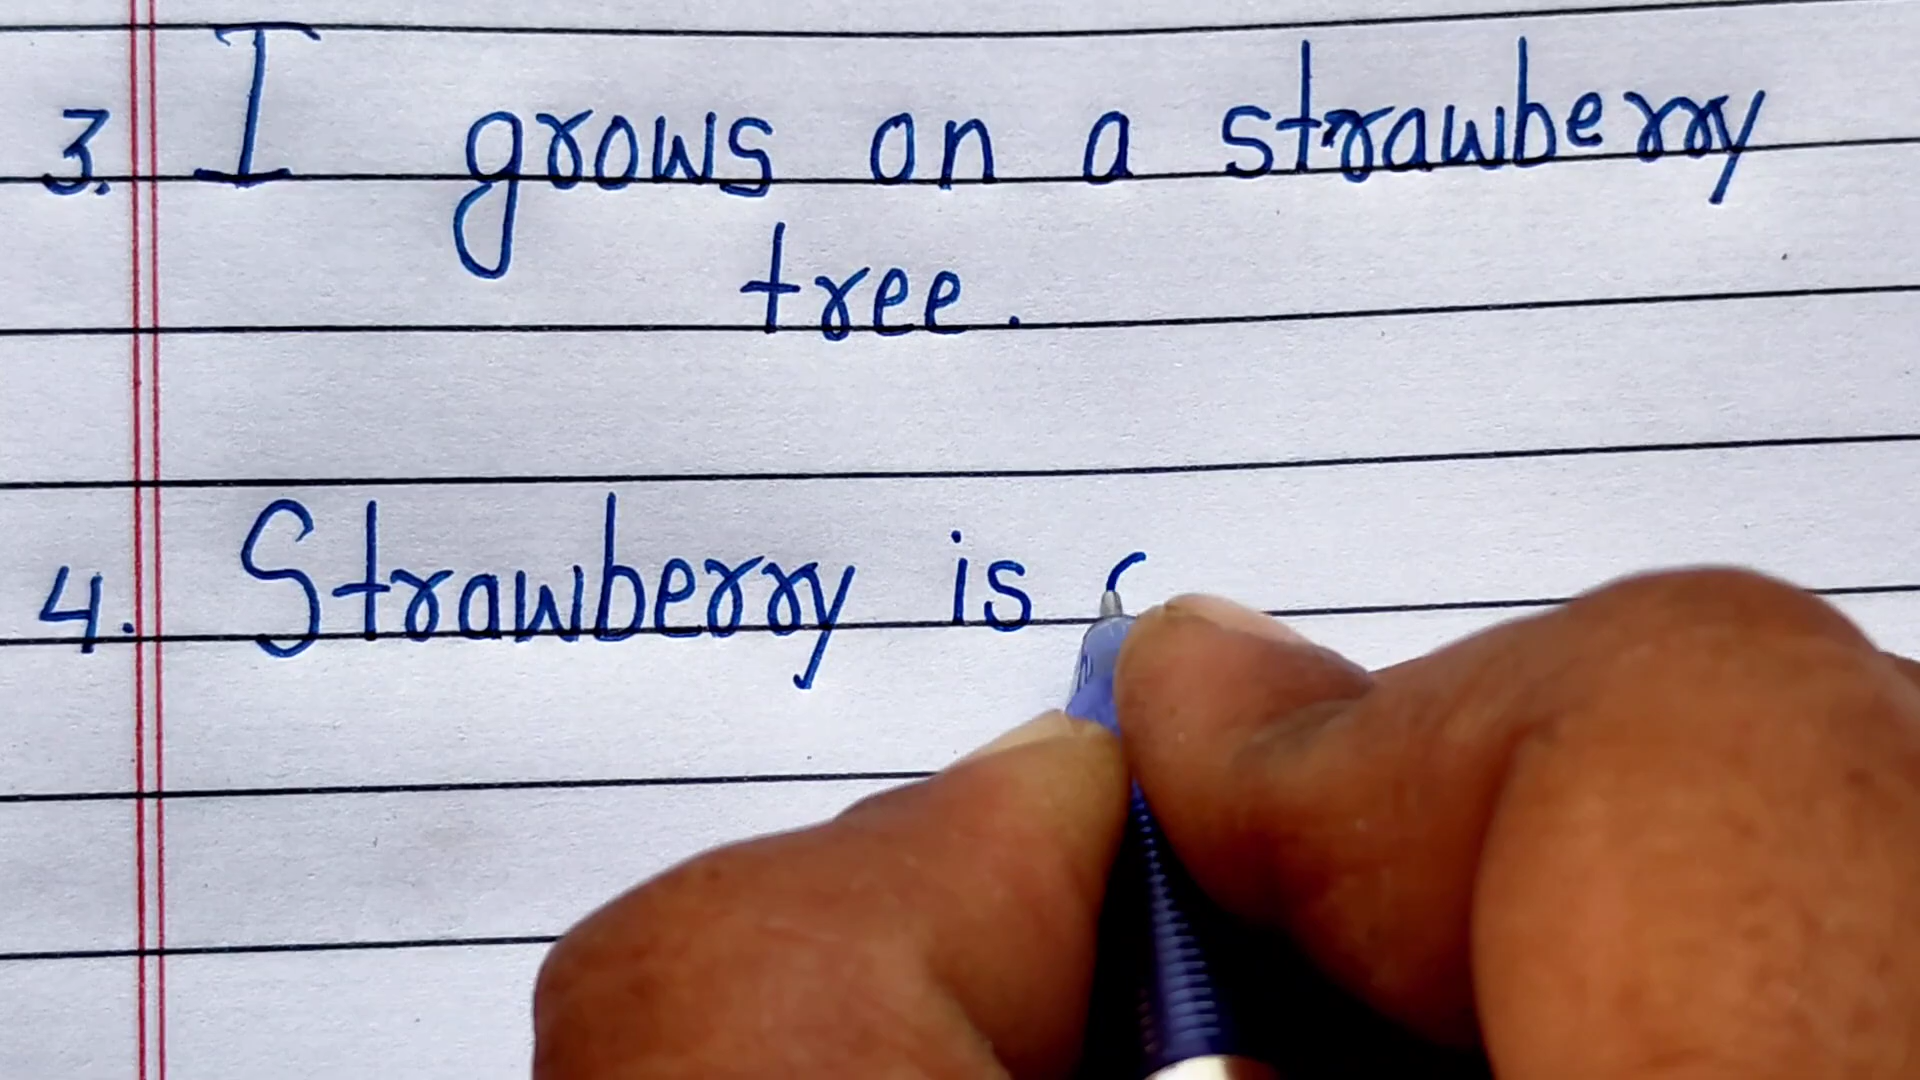 3. I grows on a strawberry
tree.
4. Strawberry is